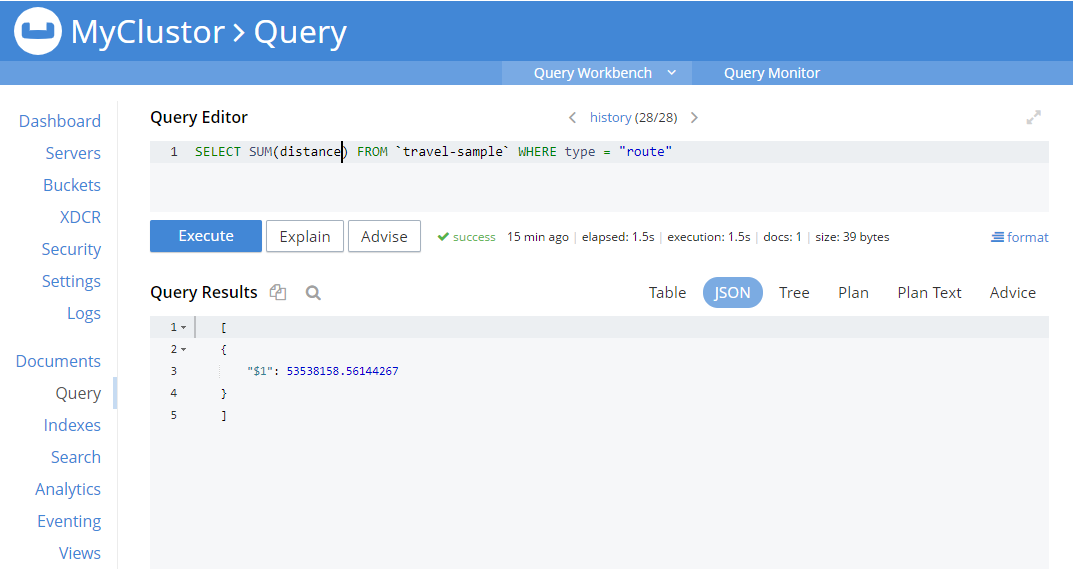 MyClustor > Query
Query Workbench
Query Monitor
Dashboard
Servers
Buckets
XDCR
Security
Settings
Logs
Documents
Query
Indexes
Search
Analytics
Eventing
Views
Query Editor
history (28/28)
1 SELECT SUM(distance) FROM `travel-sample` WHERE type = "route"
Execute Explain Advise success 15 min ago | elapsed: 1.5s | execution: 1.5s | docs: 1 | size: 39 bytes format
Query Results
Table JSON Tree Plan Plan Text Advice
1 [
2 {
3 "$1": 53538158.56144267
4 }
5 ]